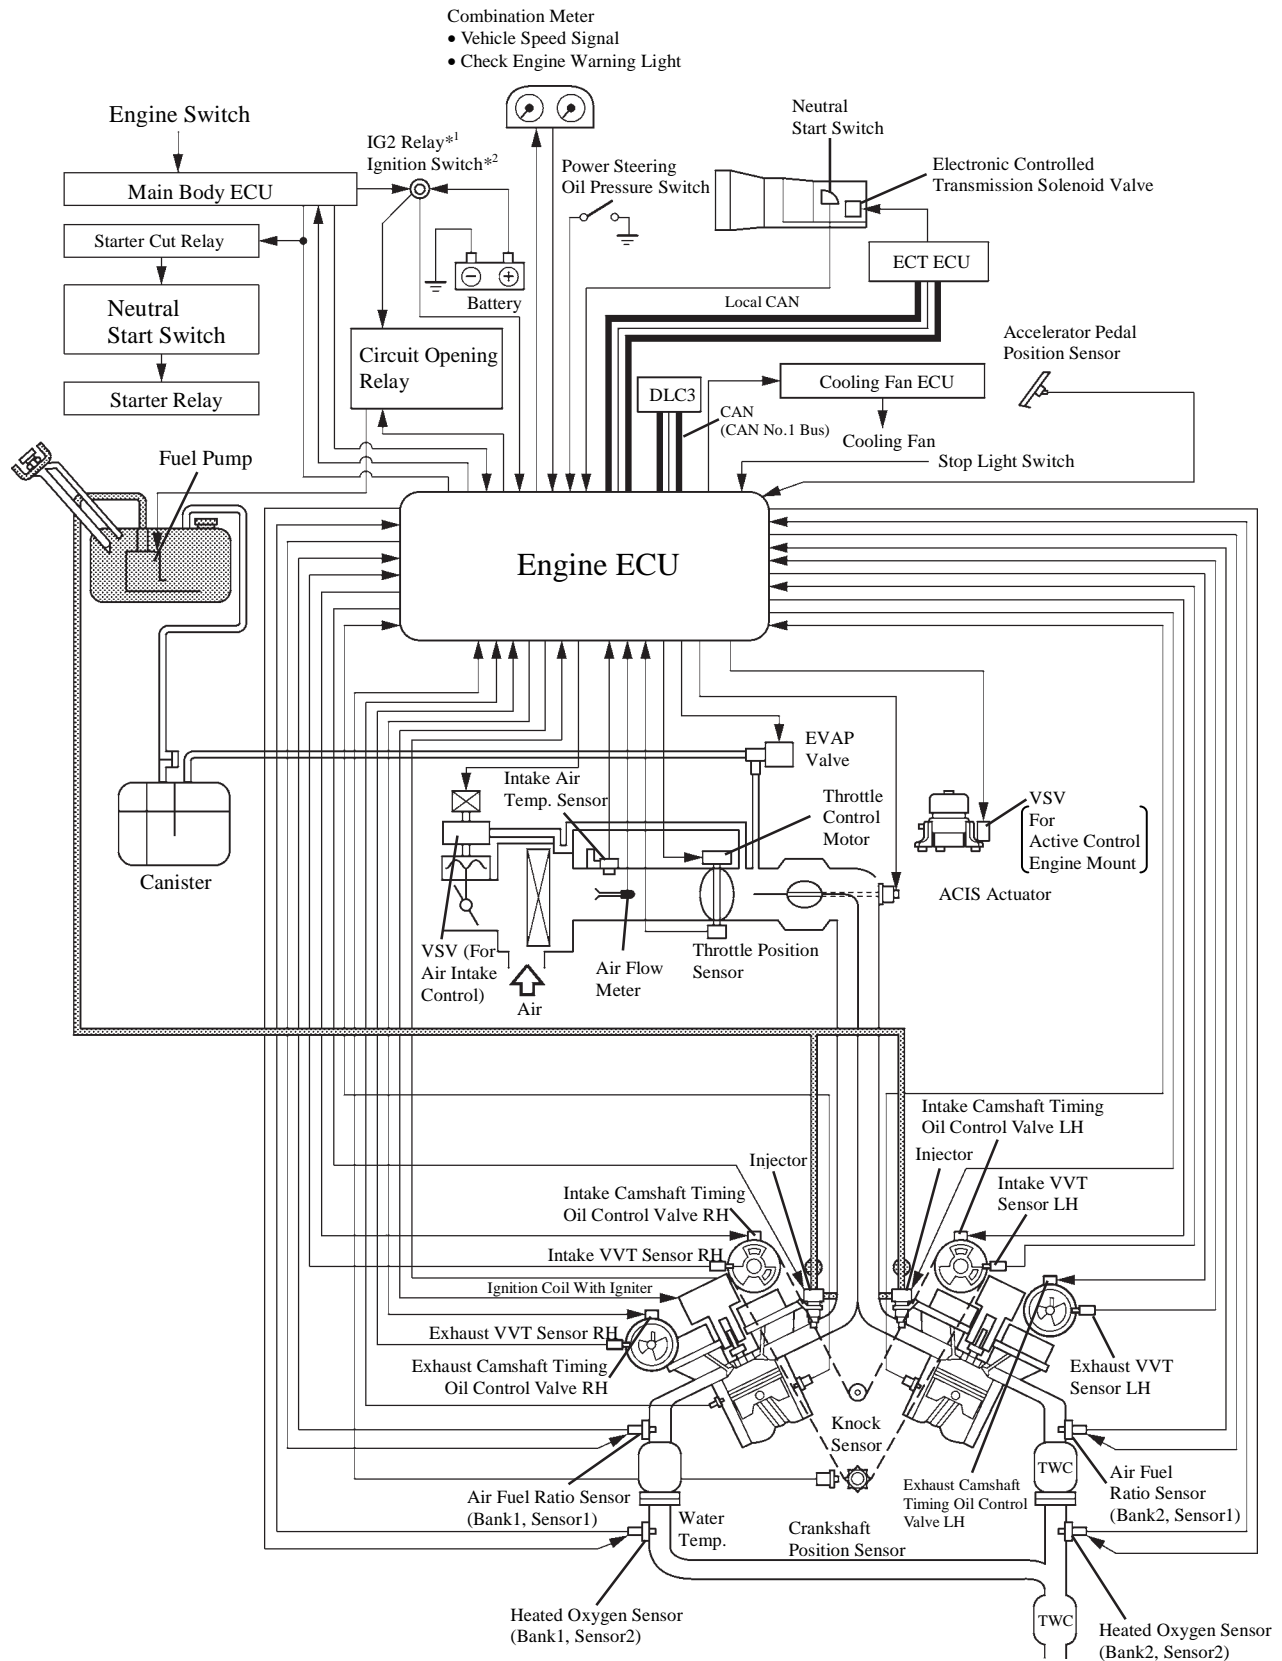 Combination Meter
• Vehicle Speed Signal
• Check Engine Warning Light
Engine Switch
IG2 Relay*1
Ignition Switch*2
Main Body ECU
Starter Cut Relay
Neutral
Start Switch
Starter Relay
Battery
Circuit Opening
Relay
Power Steering
Oil Pressure Switch
Neutral
Start Switch
Electronic Controlled
Transmission Solenoid Valve
ECT ECU
Local CAN
DLC3
CAN
(CAN No.1 Bus)
Cooling Fan ECU
Cooling Fan
Accelerator Pedal
Position Sensor
Stop Light Switch
Fuel Pump
Engine ECU
Canister
EVAP
Valve
Intake Air
Temp. Sensor
Throttle
Control
Motor
VSV
For
Active Control
Engine Mount
ACIS Actuator
VSV (For
Air Intake
Control)
Air
Air Flow
Meter
Throttle Position
Sensor
Intake Camshaft Timing
Oil Control Valve LH
Injector
Injector
Intake VVT
Sensor LH
Intake Camshaft Timing
Oil Control Valve RH
Intake VVT Sensor RH
Ignition Coil With Igniter
Exhaust VVT Sensor RH
Exhaust Camshaft Timing
Oil Control Valve RH
Exhaust VVT
Sensor LH
Knock
Sensor
Exhaust Camshaft
Timing Oil Control
Valve LH
TWC
Air Fuel
Ratio Sensor
(Bank2, Sensor1)
Air Fuel Ratio Sensor
(Bank1, Sensor1)
Water
Temp.
Crankshaft
Position Sensor
Heated Oxygen Sensor
(Bank1, Sensor2)
TWC
Heated Oxygen Sensor
(Bank2, Sensor2)